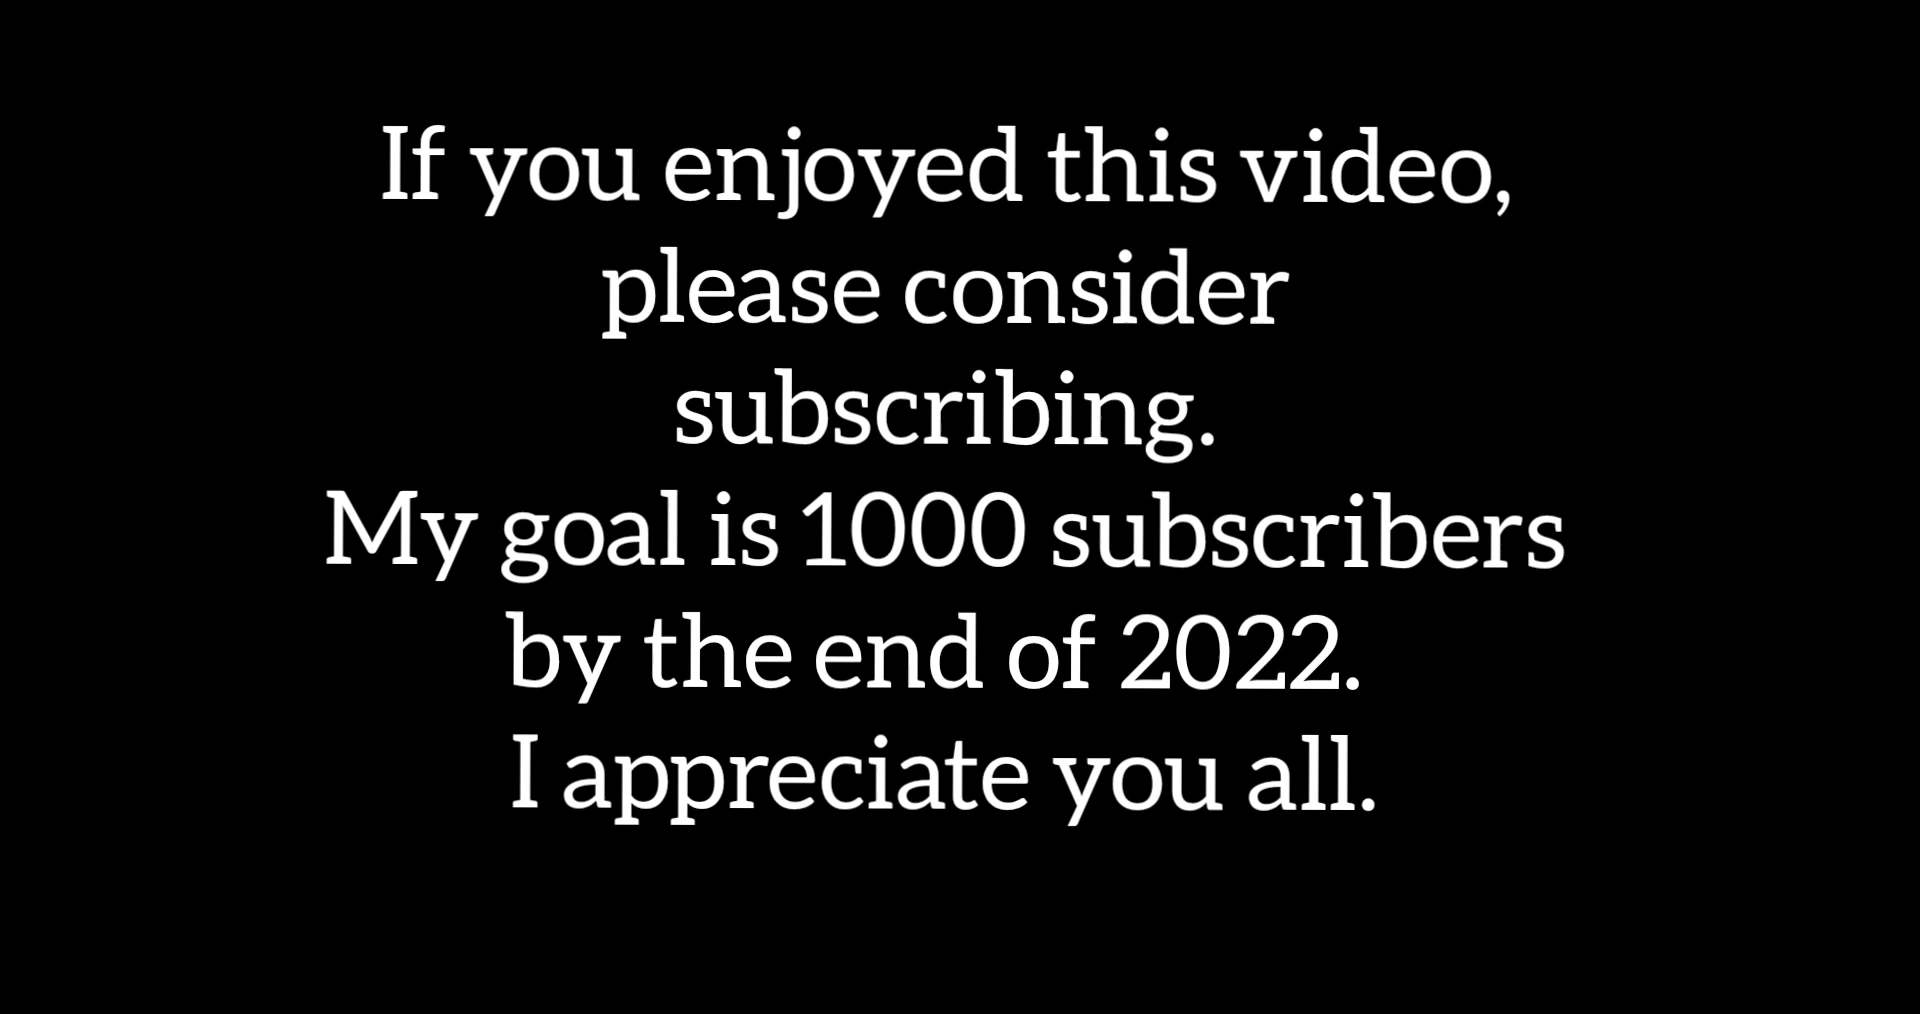 If you enjoyed this video,
please consider
subscribing.
My goal is 1000 subscribers
by the end of 2022.
I appreciate you all.